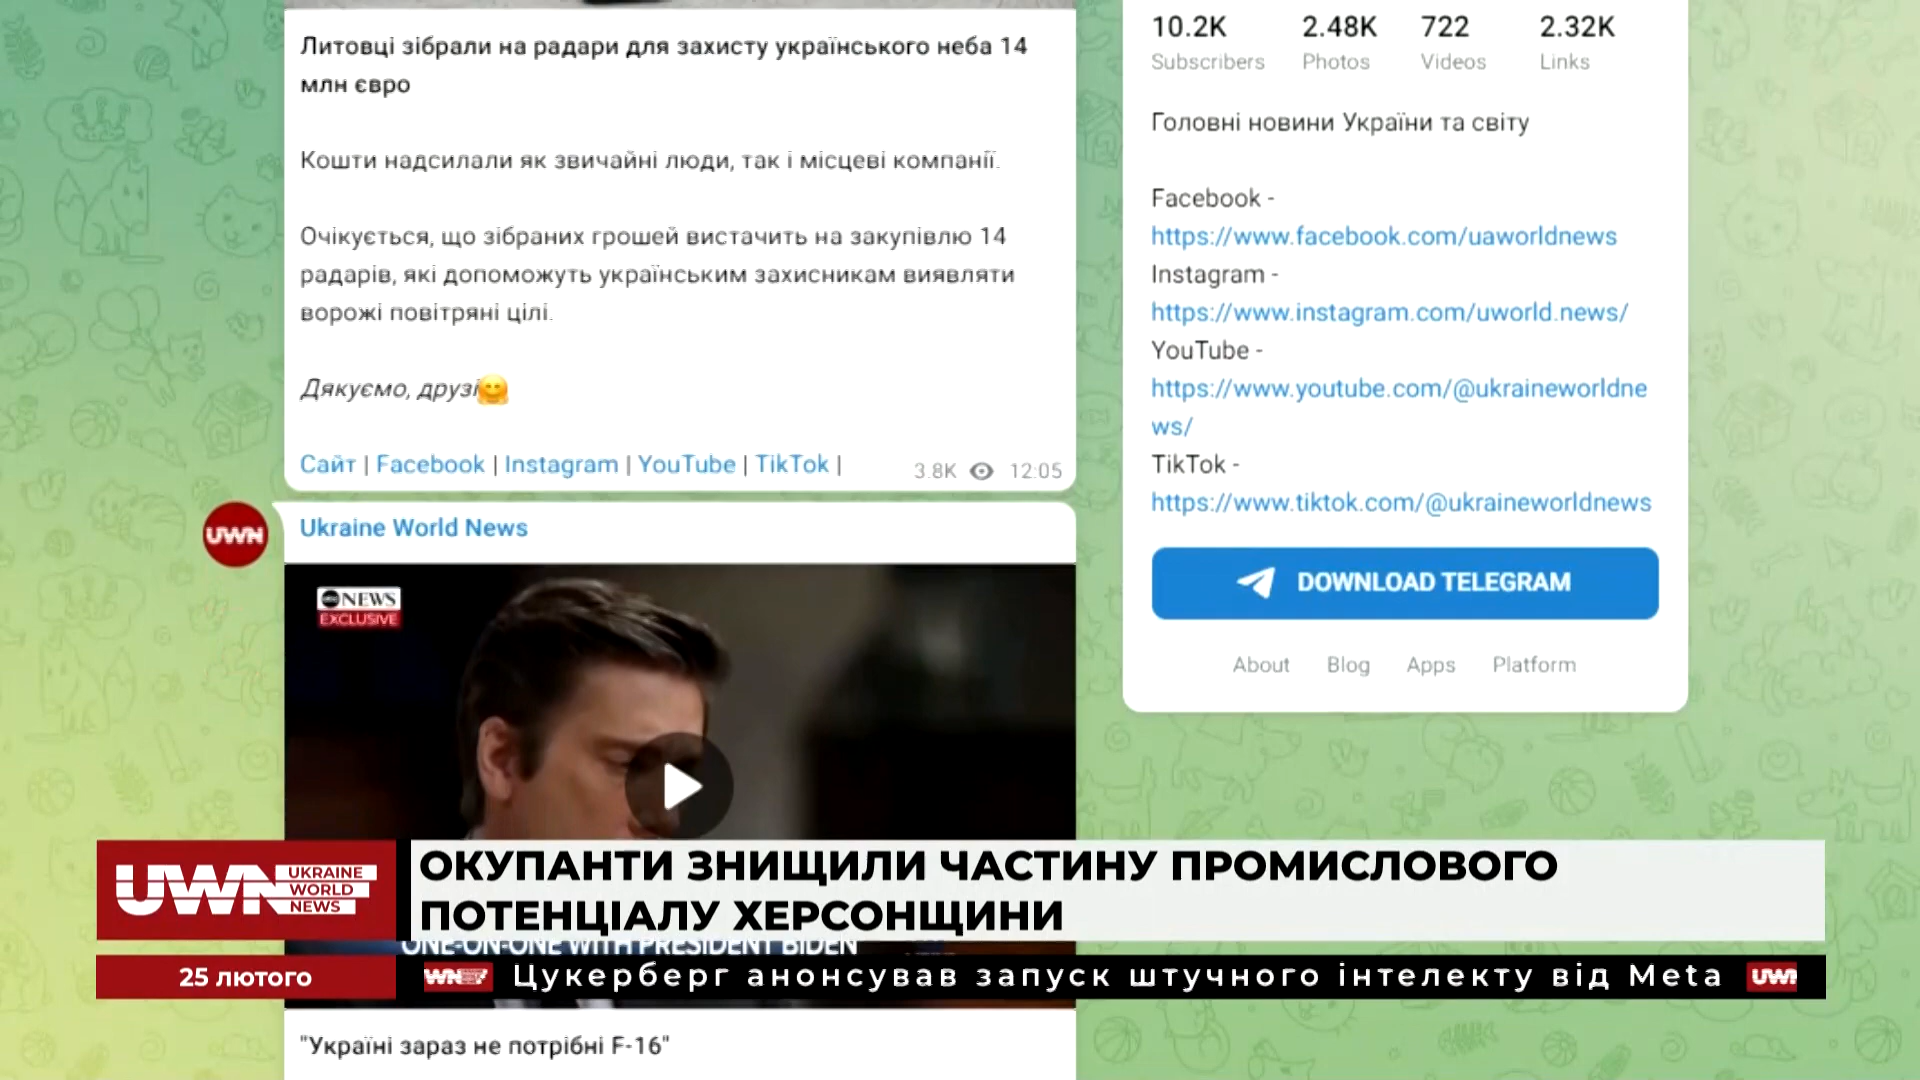 Литовці зібрали на радари для захисту українського неба 14
млн євро
Кошти надсилали як звичайні люди, так і місцеві компанії.
Очікується, що зібраних грошей вистачить на закупівлю 14
радарів, які допоможуть українським захисникам виявляти
ворожі повітряні цілі.
Дякуємо, друзі🤗
Сайт | Facebook | Instagram | YouTube | TikTok |
3.8K 12:05
UWN
Ukraine World News
abc NEWS
EXCLUSIVE
ONE-ON-ONE WITH PRESIDENT BIDEN
"Україні зараз не потрібні F-16"
10.2K 2.48K 722 2.32K
Subscribers Photos Videos Links
Головні новини України та світу
Facebook -
https://www.facebook.com/uaworldnews
Instagram -
https://www.instagram.com/uworld.news/
YouTube -
https://www.youtube.com/@ukraineworldne
ws/
TikTok -
https://www.tiktok.com/@ukraineworldnews
DOWNLOAD TELEGRAM
About Blog Apps Platform
UWN
UKRAINE
WORLD
NEWS
ОКУПАНТИ ЗНИЩИЛИ ЧАСТИНУ ПРОМИСЛОВОГО
ПОТЕНЦІАЛУ ХЕРСОНЩИНИ
25 лютого
Цукерберг анонсував запуск штучного інтелекту від Meta